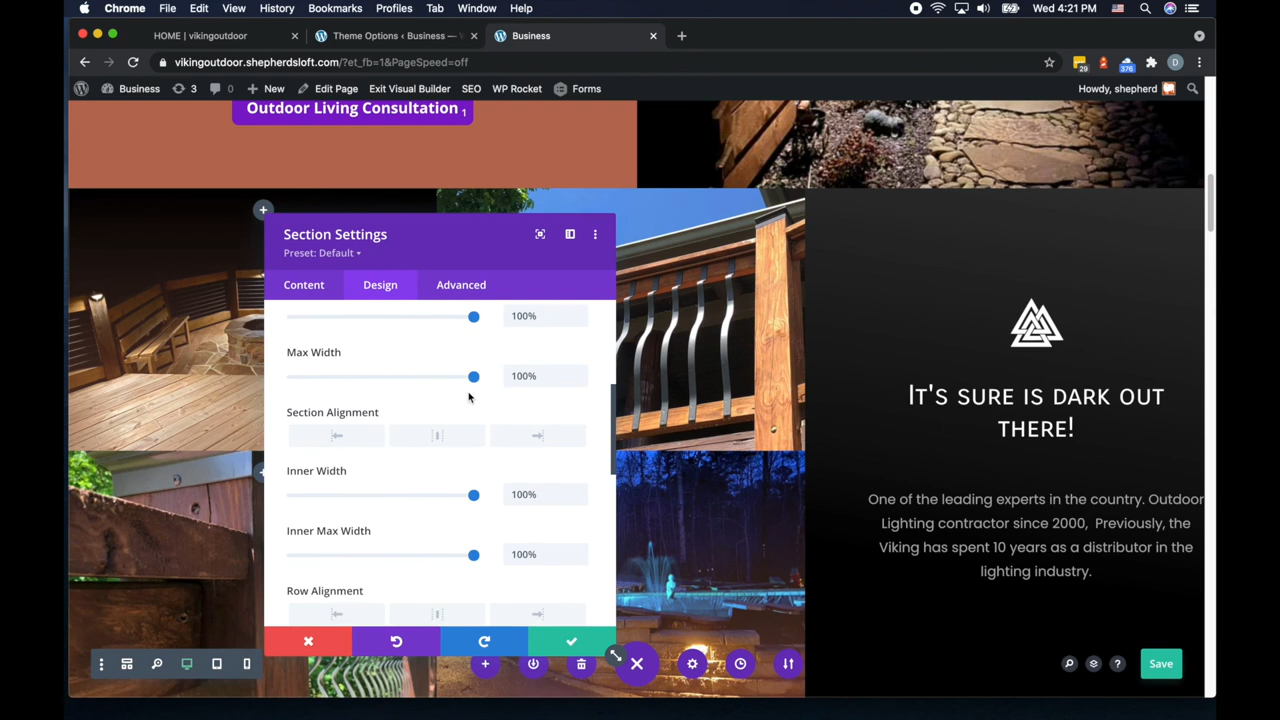 Chrome File Edit View History Bookmarks Profiles Tab Window Help Wed 4:21 PM
HOME | vikingoutdoor Theme Options ‹ Business — Business
vikingoutdoor.shepherdsloft.com/?et_fb=1&PageSpeed=off 29 376 D
Business 3 0 New Edit Page Exit Visual Builder SEO WP Rocket Forms Howdy, shepherd
Outdoor Living Consultation 1
Section Settings
Preset: Default
Content Design Advanced
100%
Max Width
100%
Section Alignment
Inner Width
100%
Inner Max Width
100%
Row Alignment
It's sure is dark out
there!
One of the leading experts in the country. Outdoor
Lighting contractor since 2000, Previously, the
Viking has spent 10 years as a distributor in the
lighting industry.
? Save